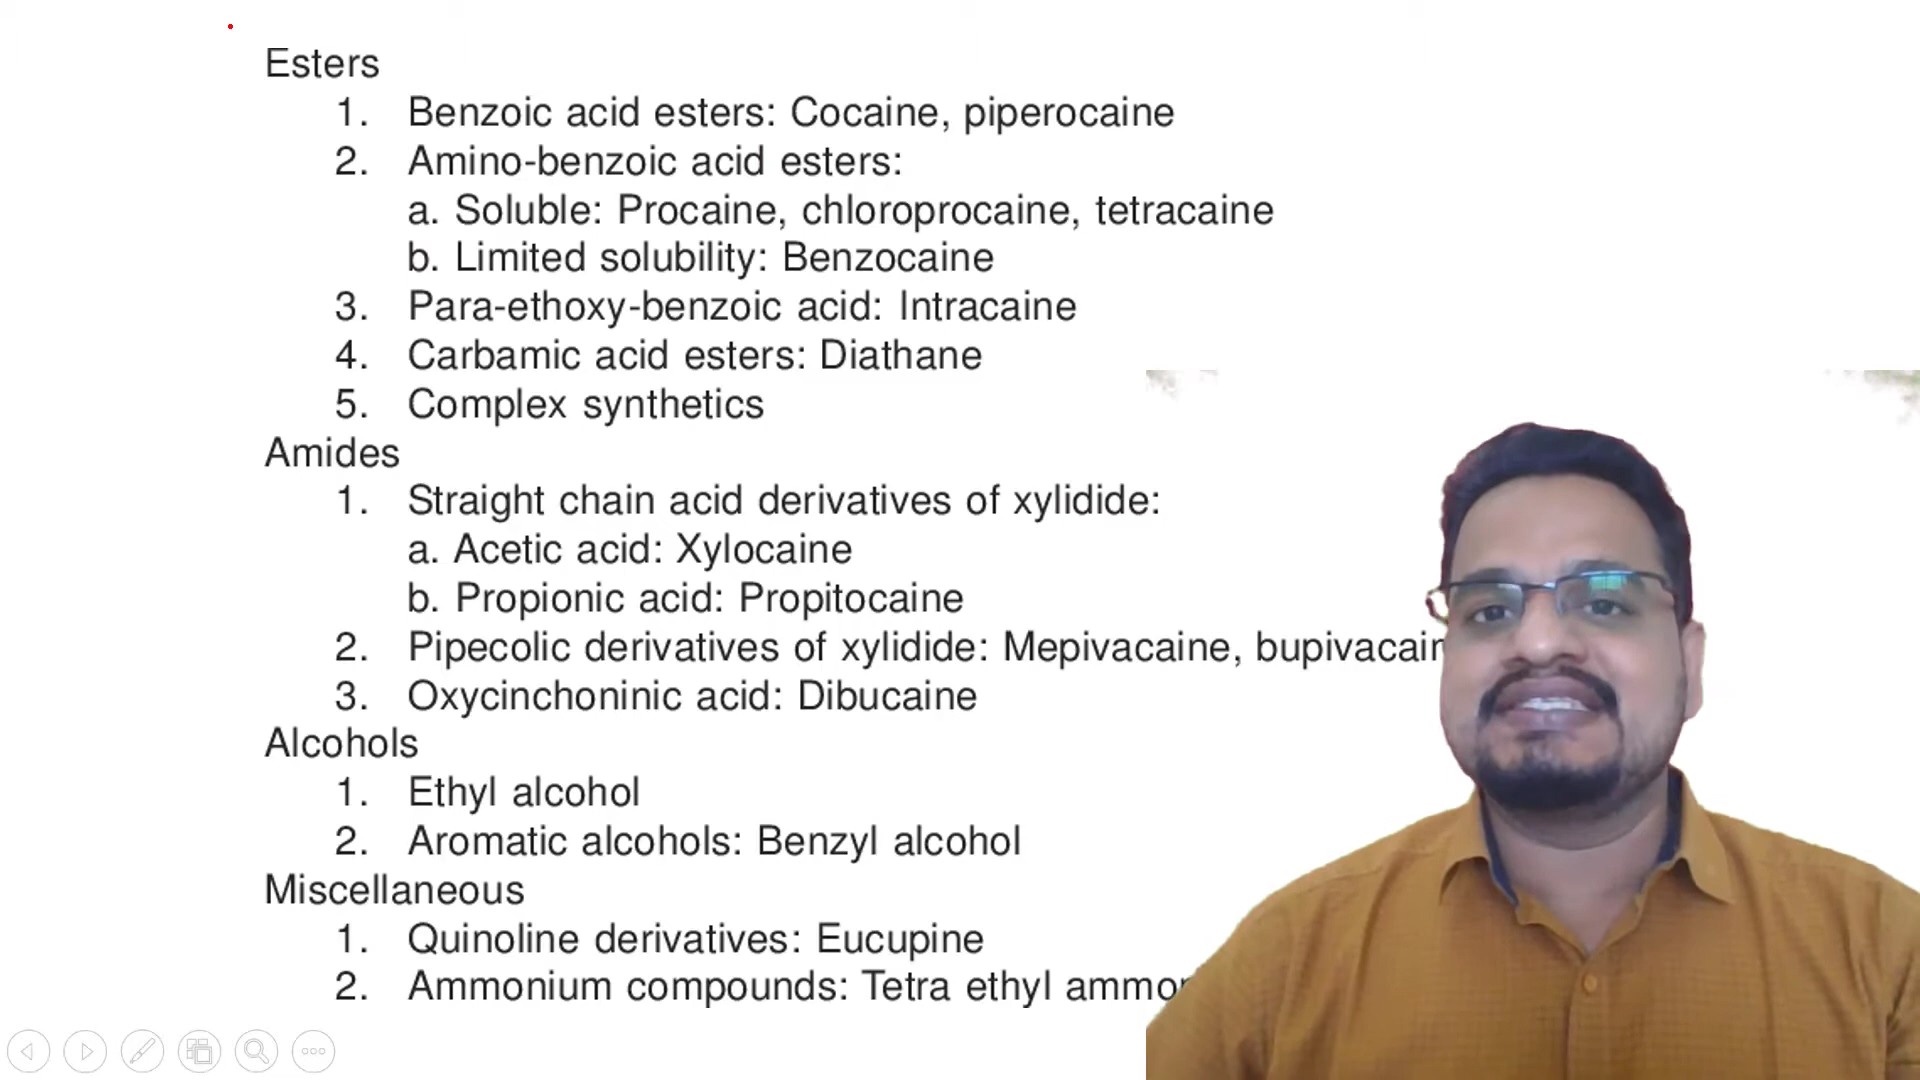 Esters
1. Benzoic acid esters: Cocaine, piperocaine
2. Amino-benzoic acid esters:
a. Soluble: Procaine, chloroprocaine, tetracaine
b. Limited solubility: Benzocaine
3. Para-ethoxy-benzoic acid: Intracaine
4. Carbamic acid esters: Diathane
5. Complex synthetics
Amides
1. Straight chain acid derivatives of xylidide:
a. Acetic acid: Xylocaine
b. Propionic acid: Propitocaine
2. Pipecolic derivatives of xylidide: Mepivacaine,
3. Oxycinchoninic acid: Dibucaine
Alcohols
1. Ethyl alcohol
2. Aromatic alcohols: Benzyl alcohol
Miscellaneous
1. Quinoline derivatives: Eucupine
2. Ammonium compounds: Tetra ethyl